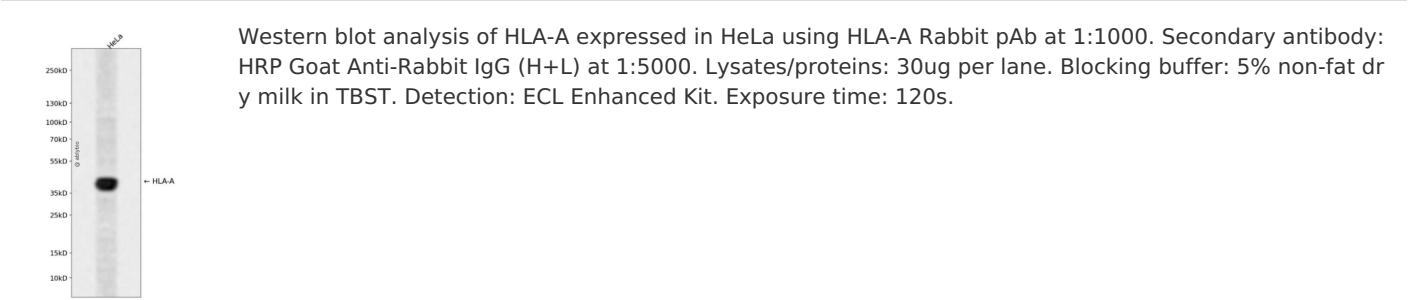 HeLa
250kD
130kD
100kD
70kD
55kD
35kD
25kD
15kD
10kD
← HLA-A
Western blot analysis of HLA-A expressed in HeLa using HLA-A Rabbit pAb at 1:1000. Secondary antibody:
HRP Goat Anti-Rabbit IgG (H+L) at 1:5000. Lysates/proteins: 30ug per lane. Blocking buffer: 5% non-fat dr
y milk in TBST. Detection: ECL Enhanced Kit. Exposure time: 120s.